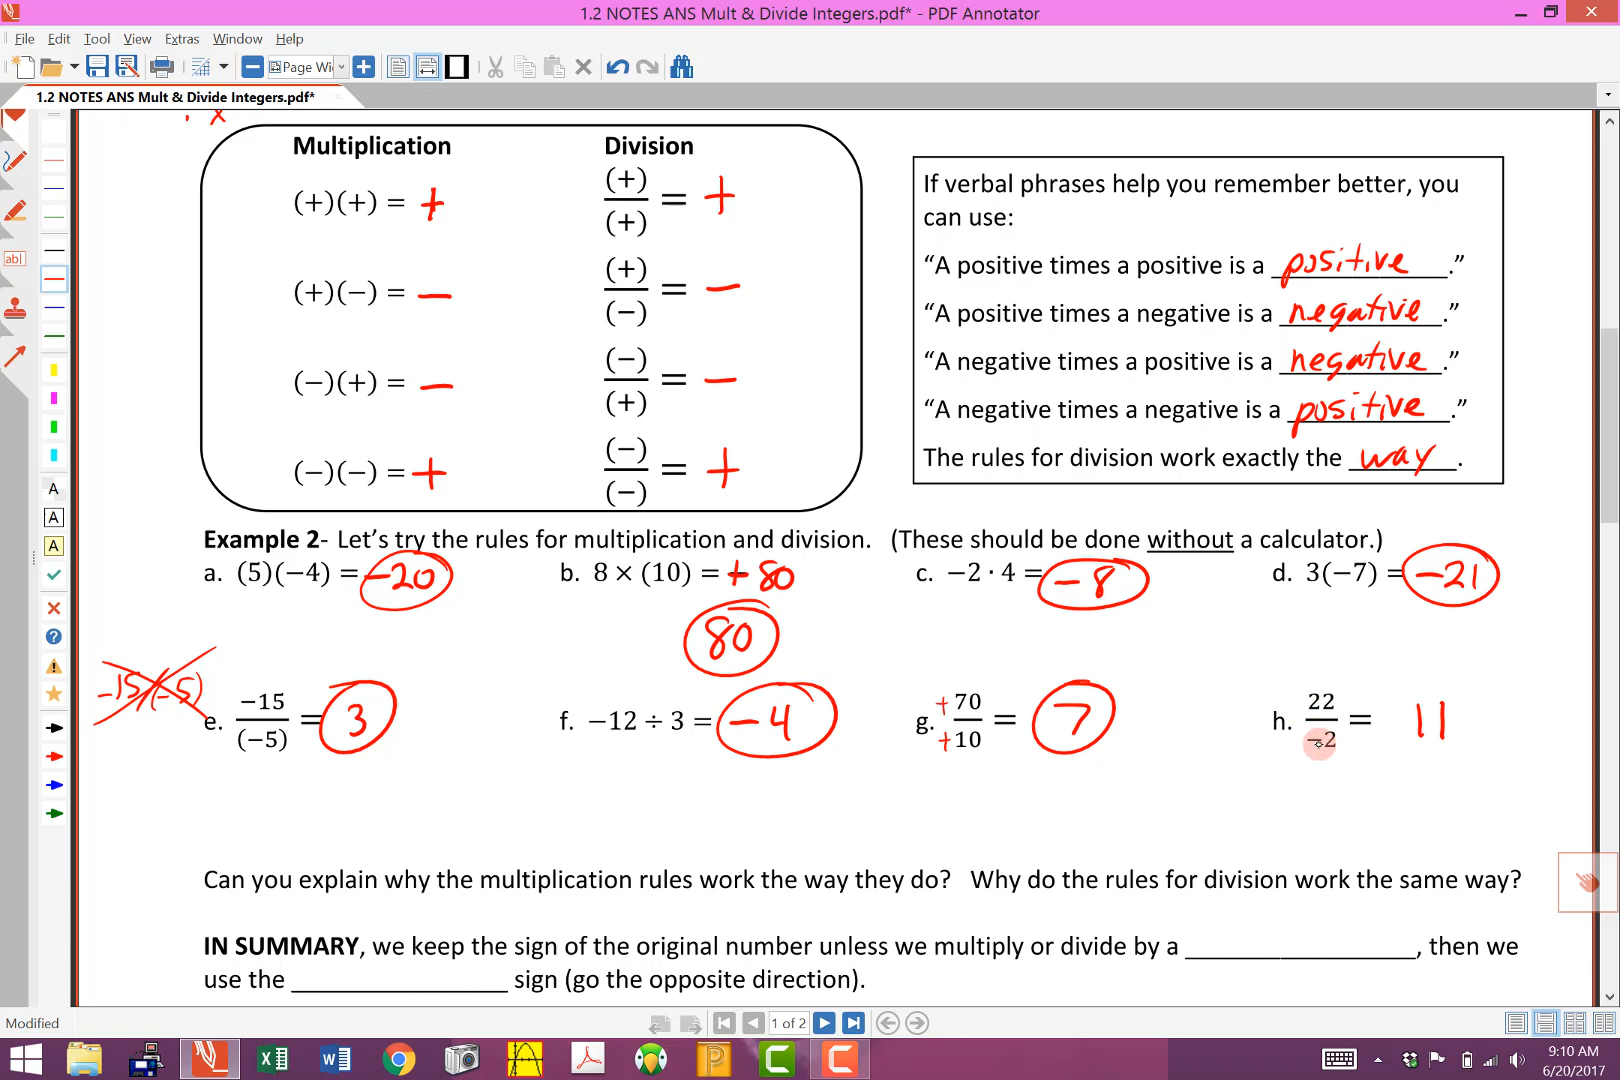 1.2 NOTES ANS Mult & Divide Integers.pdf* - PDF Annotator
File Edit Tool View Extras Window Help
Page Wi
1.2 NOTES ANS Mult & Divide Integers.pdf*
Multiplication Division
(+)(+) = + (+)/(+) = +
(+)(−) = − (+)/(−) = −
(−)(+) = − (−)/(+) = −
(−)(−) = + (−)/(−) = +
If verbal phrases help you remember better, you
can use:
“A positive times a positive is a positive.”
“A positive times a negative is a negative.”
“A negative times a positive is a negative.”
“A negative times a negative is a positive.”
The rules for division work exactly the way.
Example 2- Let’s try the rules for multiplication and division. (These should be done without a calculator.)
a. (5)(−4) = −20 b. 8 × (10) = +80 c. −2 · 4 = −8 d. 3(−7) = −21
80
−15(−5)
e. −15/(−5) = 3 f. −12 ÷ 3 = −4 g. +70/+10 = 7 h. 22/−2 = 11
Can you explain why the multiplication rules work the way they do? Why do the rules for division work the same way?
IN SUMMARY, we keep the sign of the original number unless we multiply or divide by a ________________, then we
use the _______________ sign (go the opposite direction).
Modified
1 of 2
9:10 AM
6/20/2017